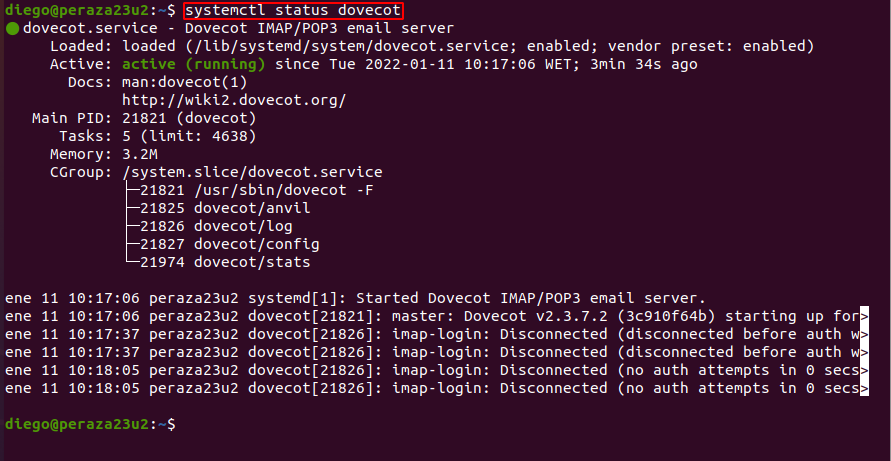 diego@peraza23u2:~$ systemctl status dovecot
● dovecot.service - Dovecot IMAP/POP3 email server
Loaded: loaded (/lib/systemd/system/dovecot.service; enabled; vendor preset: enabled)
Active: active (running) since Tue 2022-01-11 10:17:06 WET; 3min 34s ago
Docs: man:dovecot(1)
http://wiki2.dovecot.org/
Main PID: 21821 (dovecot)
Tasks: 5 (limit: 4638)
Memory: 3.2M
CGroup: /system.slice/dovecot.service
├─21821 /usr/sbin/dovecot -F
├─21825 dovecot/anvil
├─21826 dovecot/log
├─21827 dovecot/config
└─21974 dovecot/stats
ene 11 10:17:06 peraza23u2 systemd[1]: Started Dovecot IMAP/POP3 email server.
ene 11 10:17:06 peraza23u2 dovecot[21821]: master: Dovecot v2.3.7.2 (3c910f64b) starting up for>
ene 11 10:17:37 peraza23u2 dovecot[21826]: imap-login: Disconnected (disconnected before auth w>
ene 11 10:17:37 peraza23u2 dovecot[21826]: imap-login: Disconnected (disconnected before auth w>
ene 11 10:18:05 peraza23u2 dovecot[21826]: imap-login: Disconnected (no auth attempts in 0 secs>
ene 11 10:18:05 peraza23u2 dovecot[21826]: imap-login: Disconnected (no auth attempts in 0 secs>
diego@peraza23u2:~$